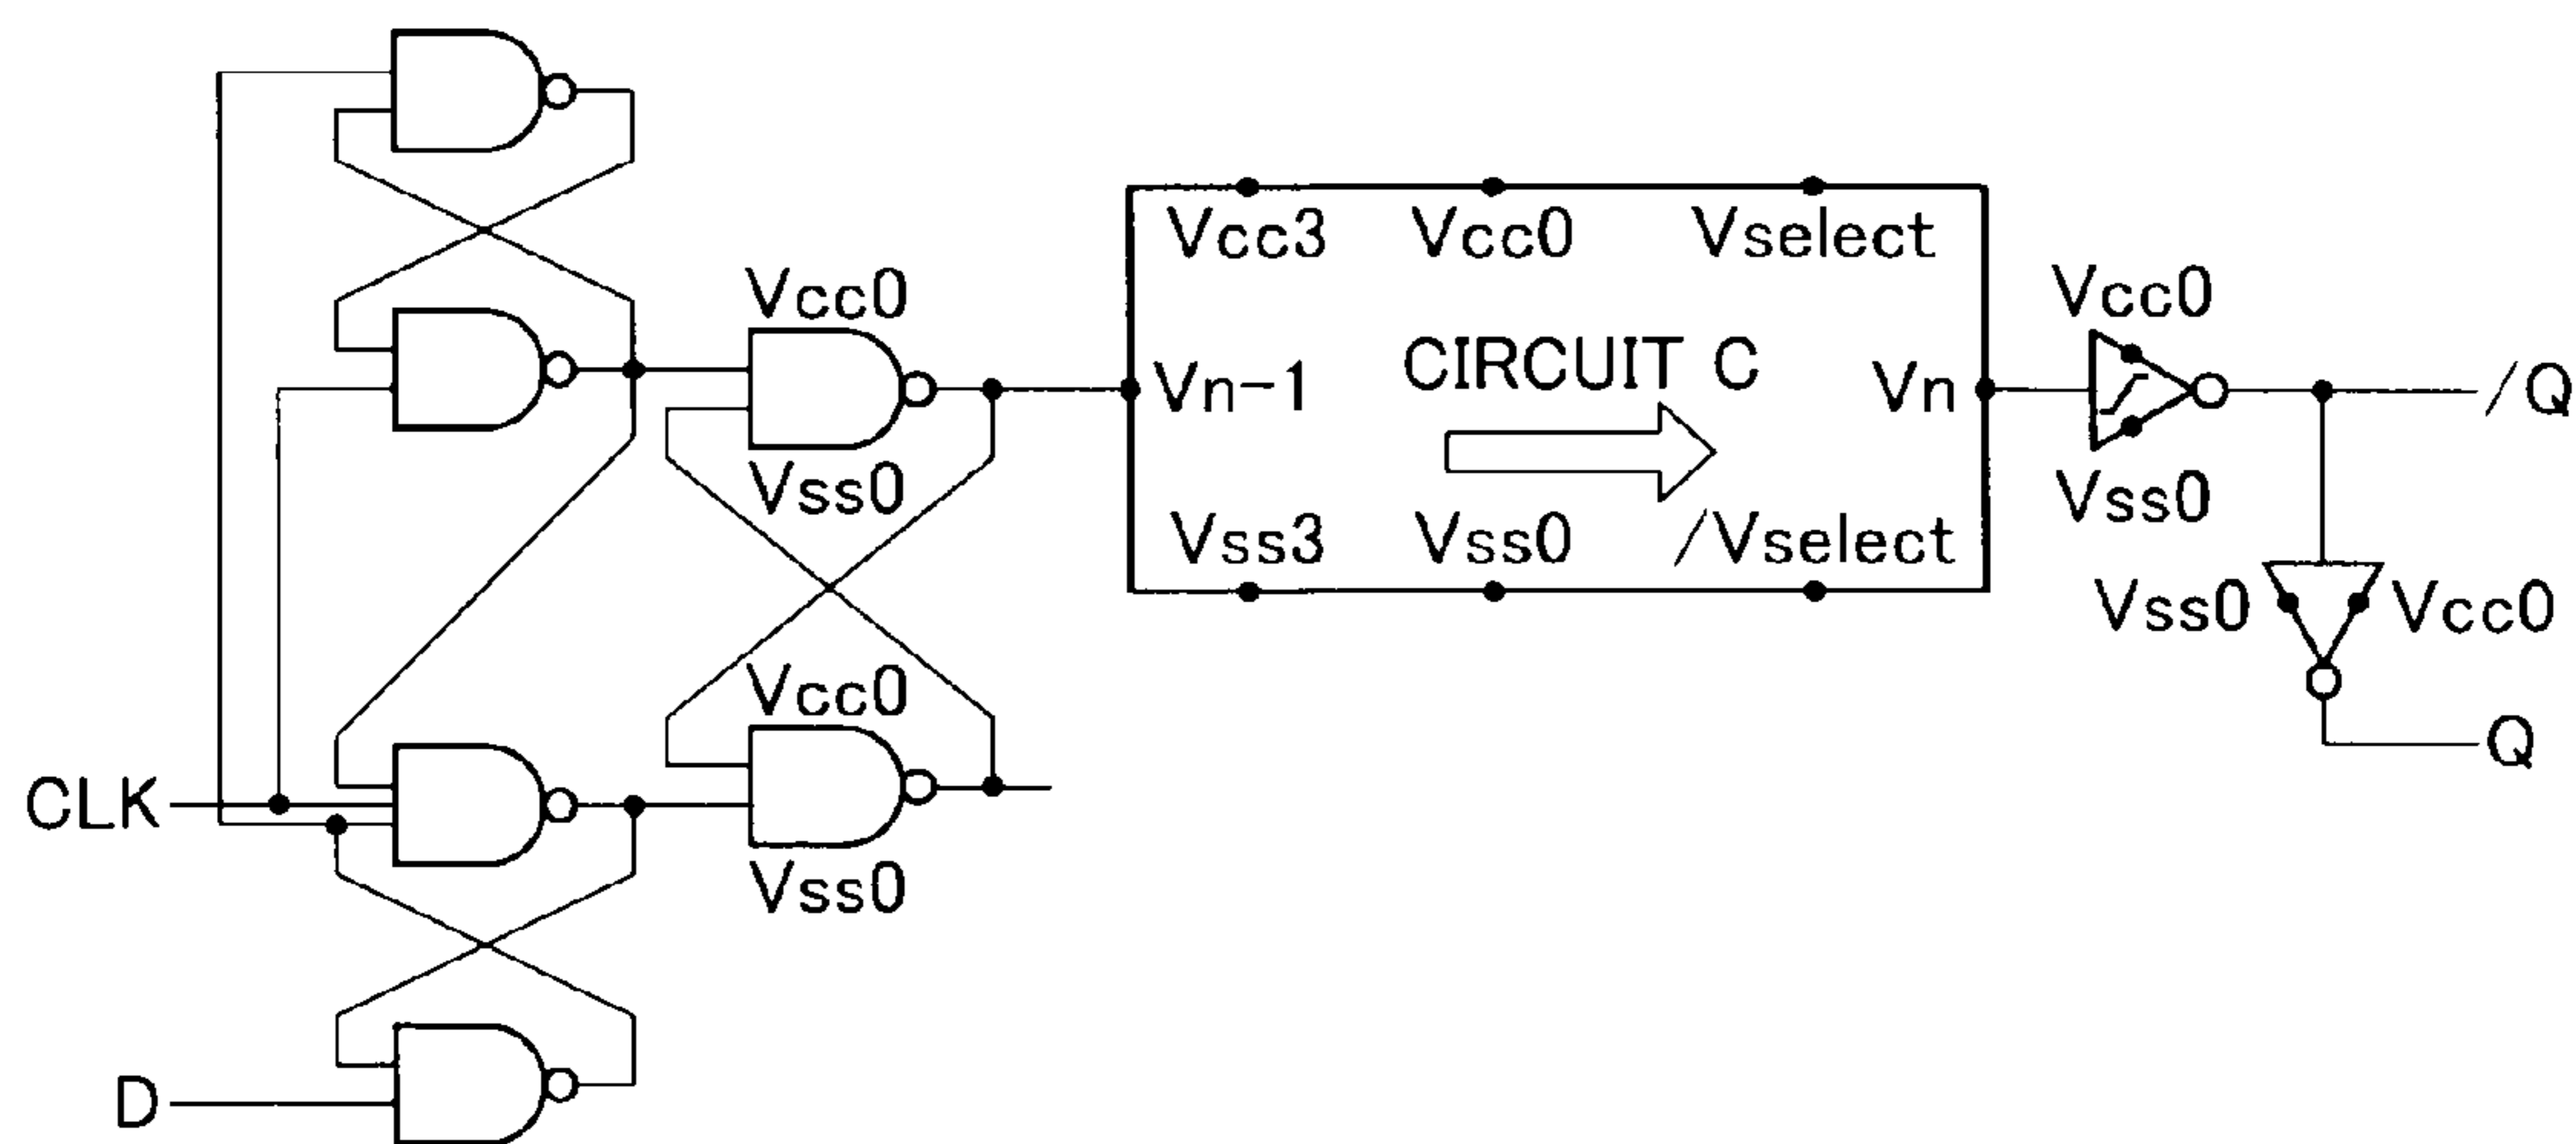 Vcc3 Vcc0 Vselect
Vcc0
Vcc0
Vn-1 CIRCUIT C Vn
/Q
Vss0
Vss0
Vss3 Vss0 /Vselect
Vss0 Vcc0
Vcc0
Q
CLK
Vss0
D